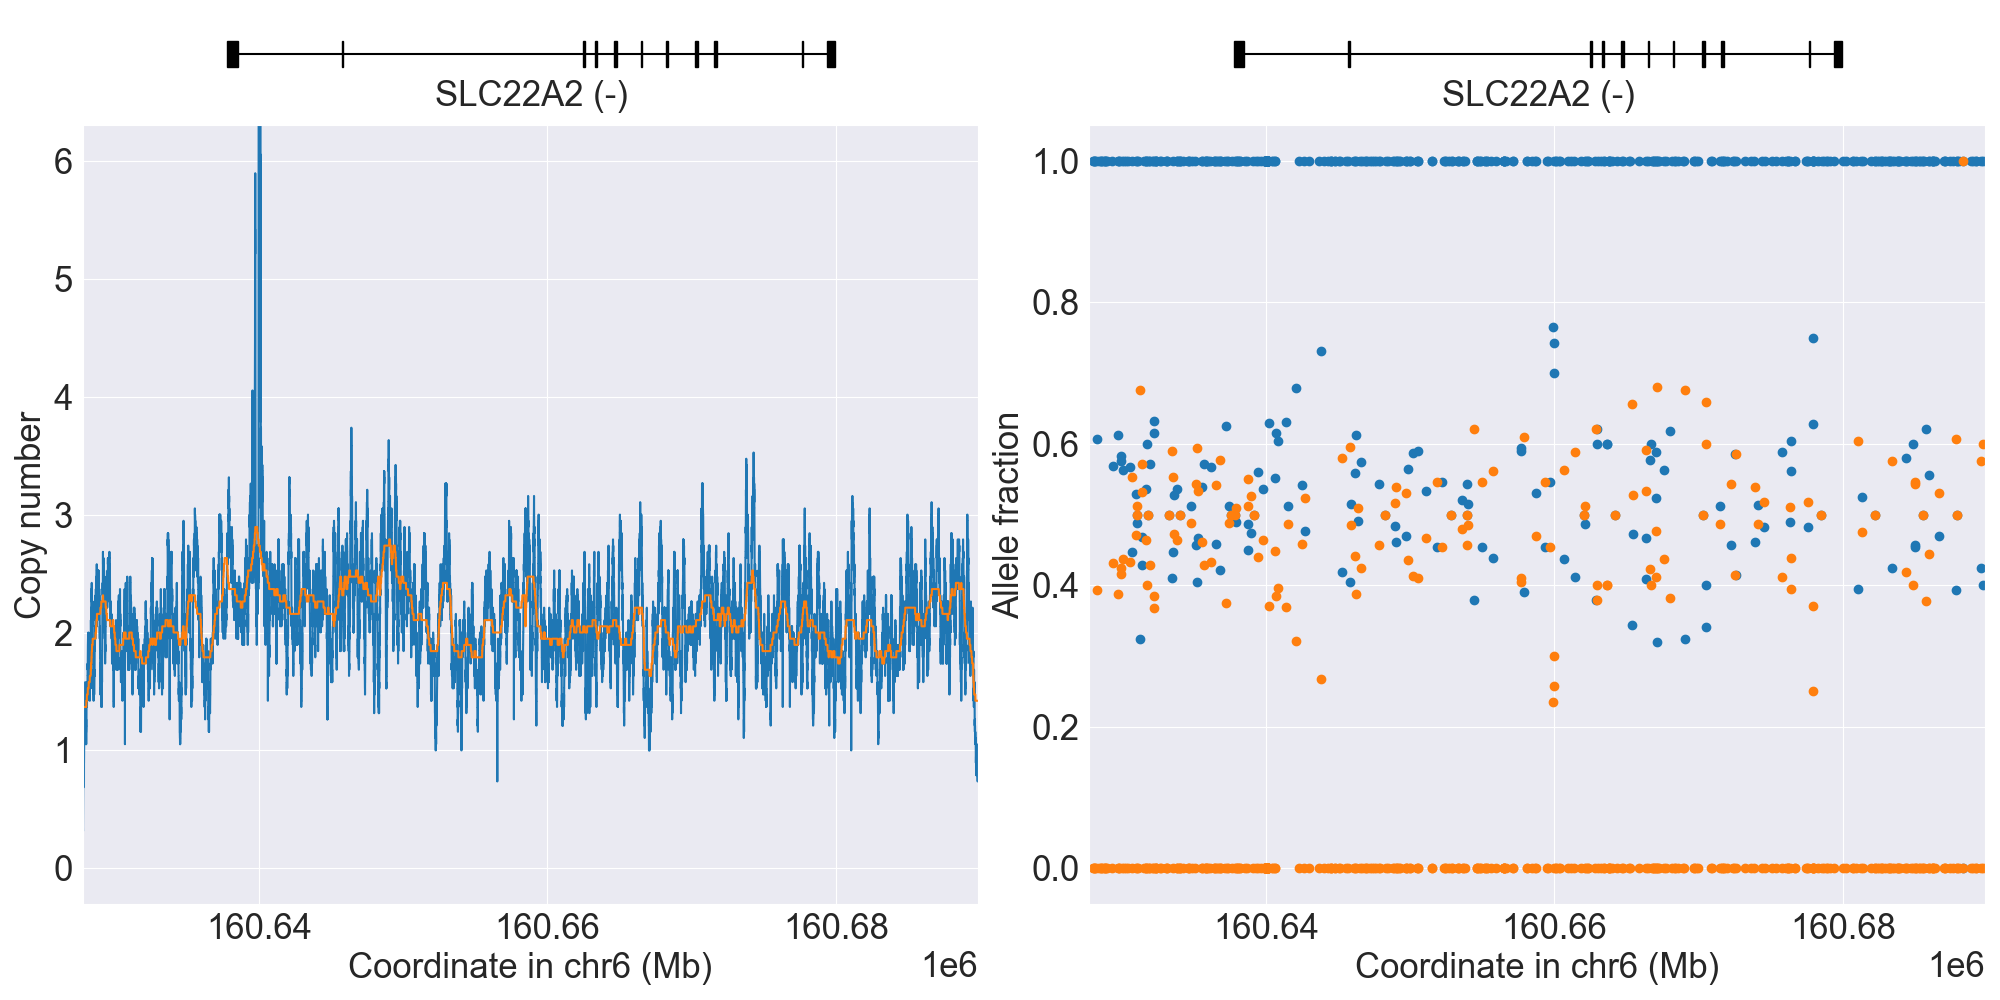 SLC22A2 (-)
6
5
4
3
2
1
0
Copy number
160.64
160.66
160.68
Coordinate in chr6 (Mb)
1e6
SLC22A2 (-)
1.0
0.8
0.6
0.4
0.2
0.0
Allele fraction
160.64
160.66
160.68
Coordinate in chr6 (Mb)
1e6